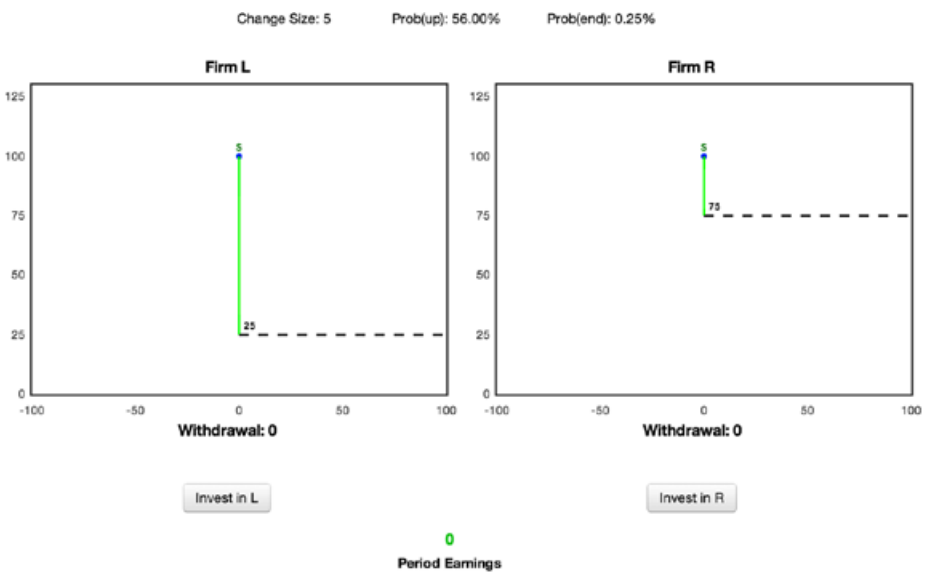 Change Size: 5 Prob(up): 56.00% Prob(end): 0.25%
Firm L
125
100
75
50
25
0
S
25
-100 -50 0 50 100
Withdrawal: 0
Invest in L
Firm R
125
100
75
50
25
0
S
75
-100 -50 0 50 100
Withdrawal: 0
Invest in R
0
Period Earnings